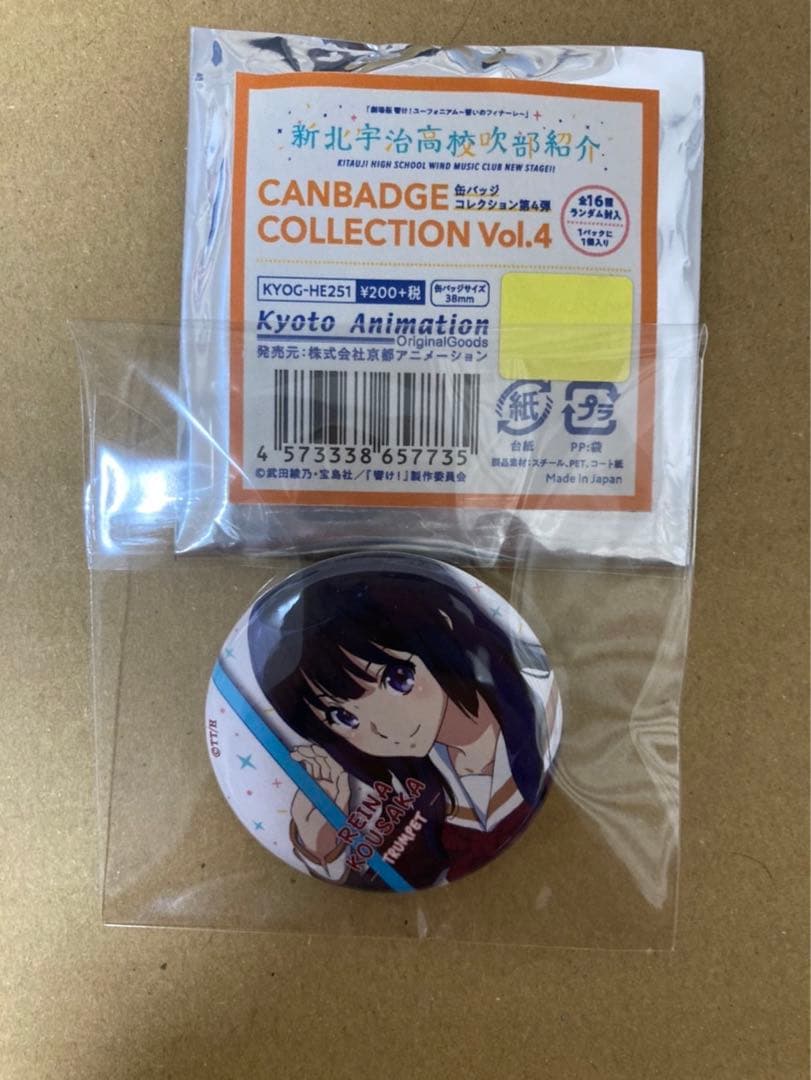 「劇場版 響け！ユーフォニアム～誓いのフィナーレ～」
新北宇治高校吹部紹介
KITAUJI HIGH SCHOOL WIND MUSIC CLUB NEW STAGE!!
CANBADGE 缶バッジ
COLLECTION Vol.4 コレクション第4弾
全16種
ランダム封入
1パックに
1個入り
KYOG-HE251 ¥200+税
缶バッジサイズ
38mm
Kyoto Animation
OriginalGoods
発売元：株式会社京都アニメーション
紙 プラ
台紙 PP:袋
4 573338 657735
部品素材：スチール、PET、コート紙
©武田綾乃・宝島社／『響け！』製作委員会
Made in Japan
©TT/H
REINA
KOUSAKA
TRUMPET